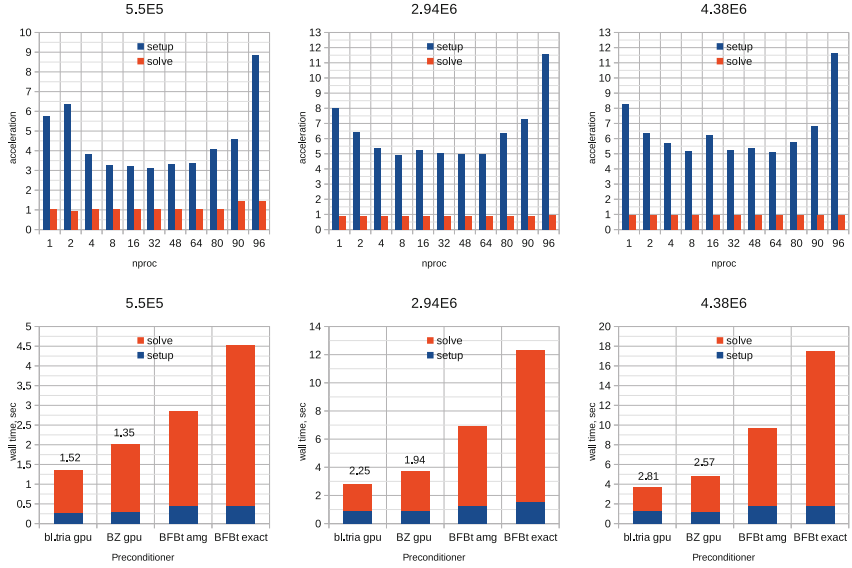 5.5E5
10
9
8
7
6
5
4
3
2
1
0
acceleration
setup
solve
1 2 4 8 16 32 48 64 80 90 96
nproc
2.94E6
13
12
11
10
9
8
7
6
5
4
3
2
1
0
acceleration
setup
solve
1 2 4 8 16 32 48 64 80 90 96
nproc
4.38E6
13
12
11
10
9
8
7
6
5
4
3
2
1
0
acceleration
setup
solve
1 2 4 8 16 32 48 64 80 90 96
nproc
5.5E5
5
4.5
4
3.5
3
2.5
2
1.5
1
0.5
0
wall time, sec
solve
setup
1.52
1.35
bl.tria gpu BZ gpu BFBt amg BFBt exact
Preconditioner
2.94E6
14
12
10
8
6
4
2
0
wall time, sec
solve
setup
2.25
1.94
bl.tria gpu BZ gpu BFBt amg BFBt exact
Preconditioner
4.38E6
20
18
16
14
12
10
8
6
4
2
0
wall time, sec
solve
setup
2.81
2.57
bl.tria gpu BZ gpu BFBt amg BFBt exact
Preconditioner